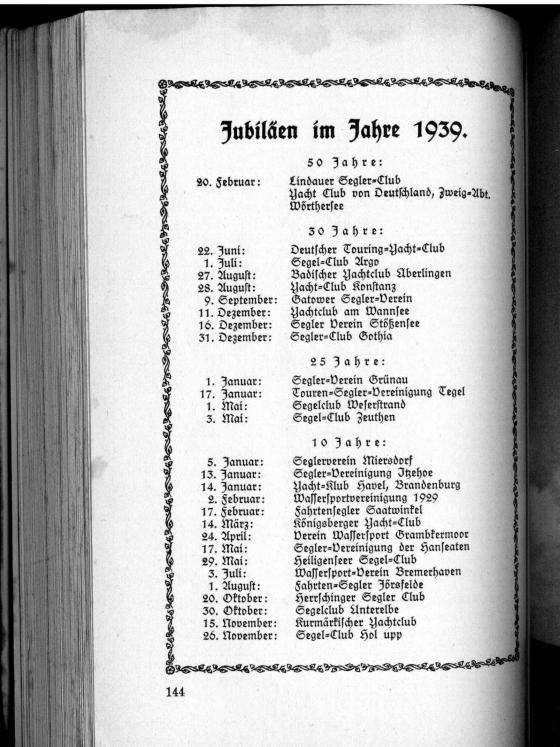 Jubiläen im Jahre 1939.
50 Jahre:
20. Februar: Lindauer Segler-Club
Yacht Club von Deutschland, Zweig-Abt.
Wörthersee
30 Jahre:
22. Juni: Deutscher Touring-Yacht-Club
1. Juli: Segel-Club Argo
27. August: Badischer Yachtclub Überlingen
28. August: Yacht-Club Konstanz
9. September: Gatower Segler-Verein
11. Dezember: Yachtclub am Wannsee
16. Dezember: Segler Verein Stößensee
31. Dezember: Segler-Club Gothia
25 Jahre:
1. Januar: Segler-Verein Grünau
17. Januar: Touren-Segler-Vereinigung Tegel
1. Mai: Segelclub Weserstrand
3. Mai: Segel-Club Zeuthen
10 Jahre:
5. Januar: Seglerverein Miersdorf
13. Januar: Segler-Vereinigung Itzehoe
14. Januar: Yacht-Klub Havel, Brandenburg
2. Februar: Wassersportvereinigung 1929
17. Februar: Fahrtensegler Saatwinkel
14. März: Königsberger Yacht-Club
24. April: Verein Wassersport Grambkermoor
17. Mai: Segler-Vereinigung der Hanseaten
29. Mai: Heiligenseer Segel-Club
3. Juli: Wassersport-Verein Bremerhaven
1. August: Fahrten-Segler Jörsfelde
20. Oktober: Herrschinger Segler Club
30. Oktober: Segelclub Unterelbe
15. November: Kurmärkischer Yachtclub
26. November: Segel-Club Hol upp
144